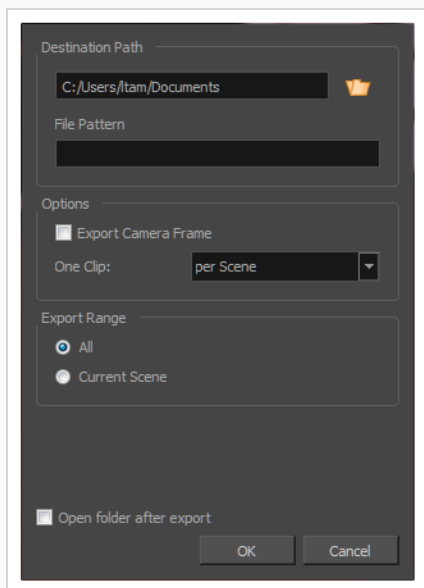 Destination Path
C:/Users/ltam/Documents
File Pattern
Options
Export Camera Frame
One Clip: per Scene
Export Range
All
Current Scene
Open folder after export
OK Cancel